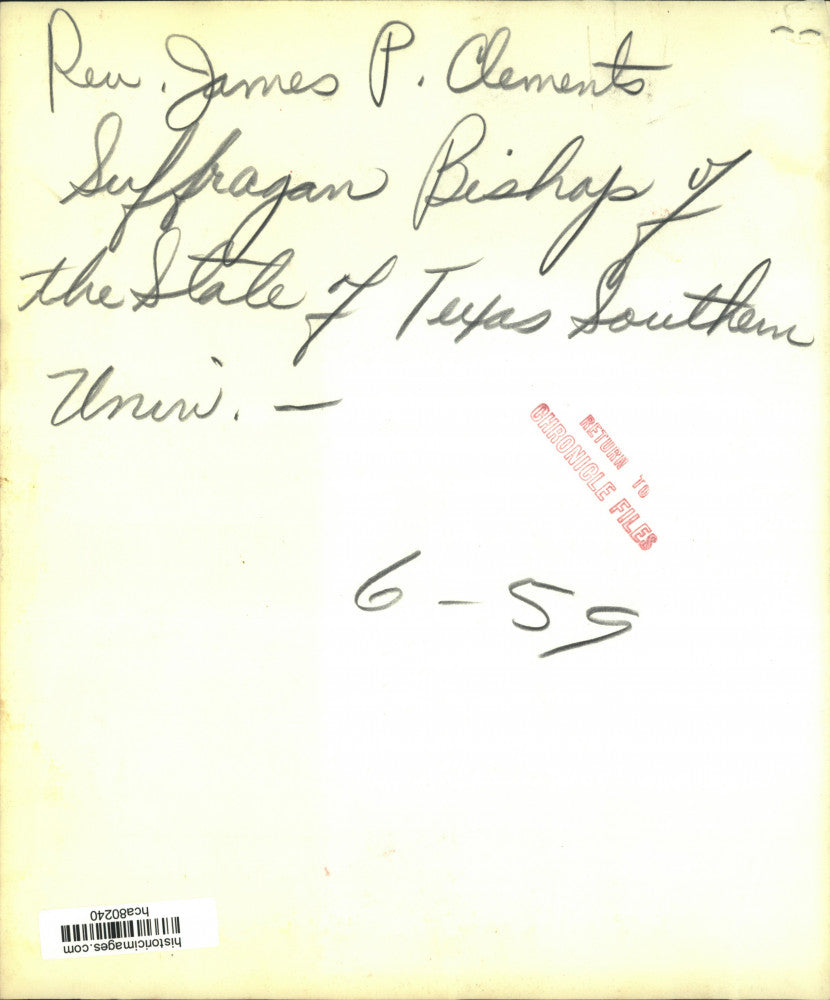 Rev. James P. Clements
Suffragan Bishop of
the State of Texas Southern
Univ. —
RETURN TO
CHRONICLE FILES
6-59
historicimages.com
hca80240